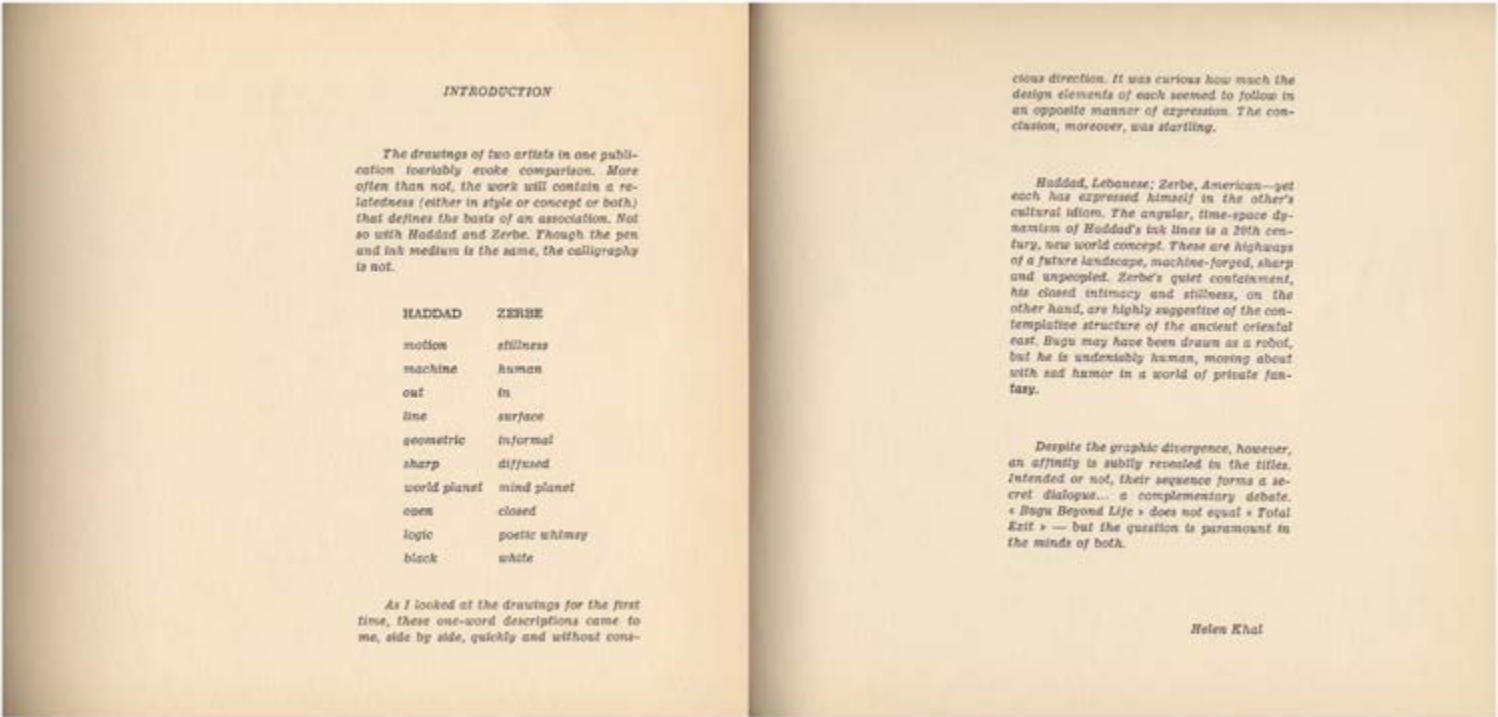 INTRODUCTION
The drawings of two artists in one publi-
cation ivariably evoke comparison. More
often than not, the work will contain a re-
latedness (either in style or concept or both)
that defines the basis of an association. Not
so with Haddad and Zerbe. Though the pen
and ink medium is the same, the calligraphy
is not.
HADDAD ZERBE
motion stillness
machine human
out in
line surface
geometric informal
sharp diffused
world planet mind planet
open closed
logic poetic whimsy
black white
As I looked at the drawings for the first
time, these one-word descriptions came to
me, side by side, quickly and without cons-
cious direction. It was curious how much the
design elements of each seemed to follow in
an opposite manner of expression. The con-
clusion, moreover, was startling.
Haddad, Lebanese; Zerbe, American—yet
each has expressed himself in the other's
cultural idiom. The angular, time-space dy-
namism of Haddad's ink lines is a 20th cen-
tury, new world concept. These are highways
of a future landscape, machine-forged, sharp
and unpeopled. Zerbe's quiet containment,
his closed intimacy and stillness, on the
other hand, are highly suggestive of the con-
templative structure of the ancient oriental
east. Bugu may have been drawn as a robot,
but he is undeniably human, moving about
with sad humor in a world of private fan-
tasy.
Despite the graphic divergence, however,
an affinity is subtly revealed in the titles.
Intended or not, their sequence forms a se-
cret dialogue... a complementary debate.
« Bugu Beyond Life » does not equal « Total
Exit » — but the question is paramount in
the minds of both.
Helen Khal